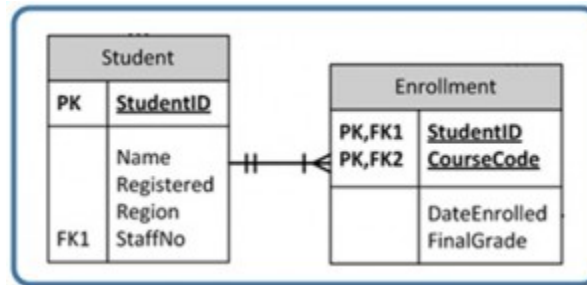 Student
PK StudentID
Name
Registered
Region
FK1 StaffNo
Enrollment
PK,FK1 StudentID
PK,FK2 CourseCode
DateEnrolled
FinalGrade